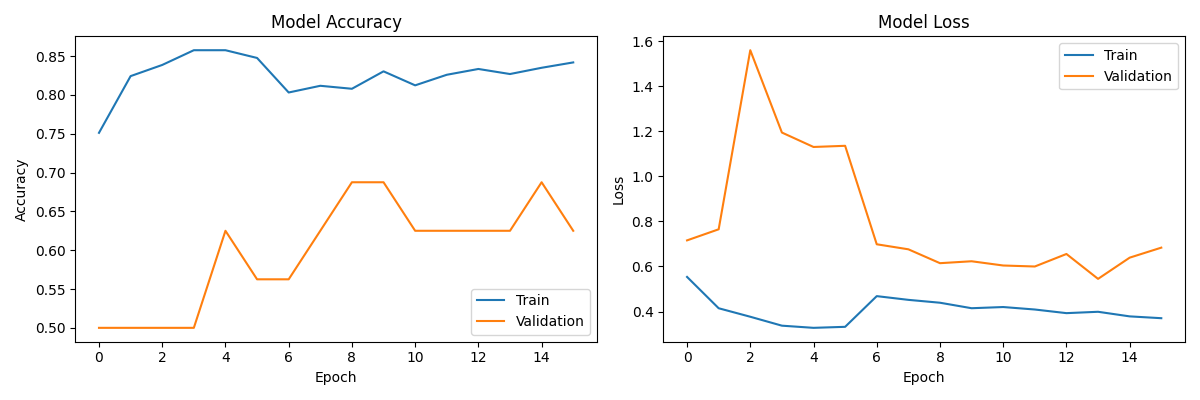 Model Accuracy
0.85
0.80
0.75
0.70
0.65
0.60
0.55
0.50
Accuracy
0 2 4 6 8 10 12 14
Epoch
Train
Validation
Model Loss
1.6
1.4
1.2
1.0
0.8
0.6
0.4
Loss
0 2 4 6 8 10 12 14
Epoch
Train
Validation